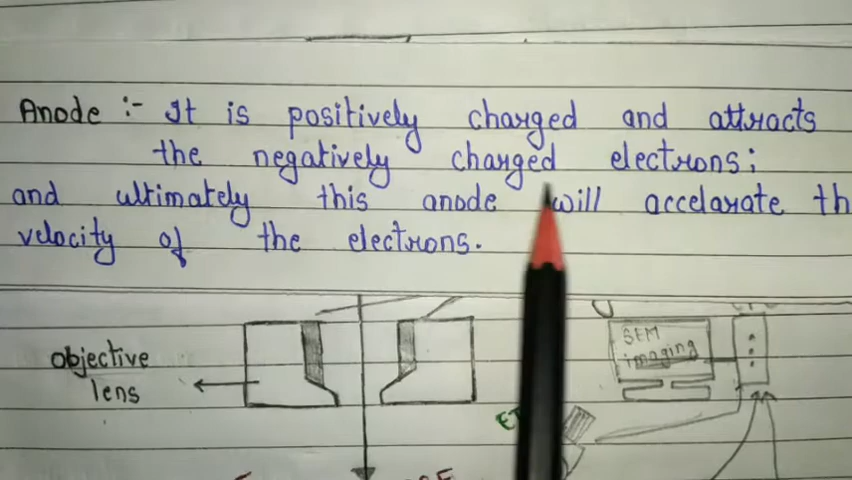 Anode :- It is positively charged and attracts
the negatively charged electrons;
and ultimately this anode will accelarate th
velocity of the electrons.
objective
lens
SEM
imaging